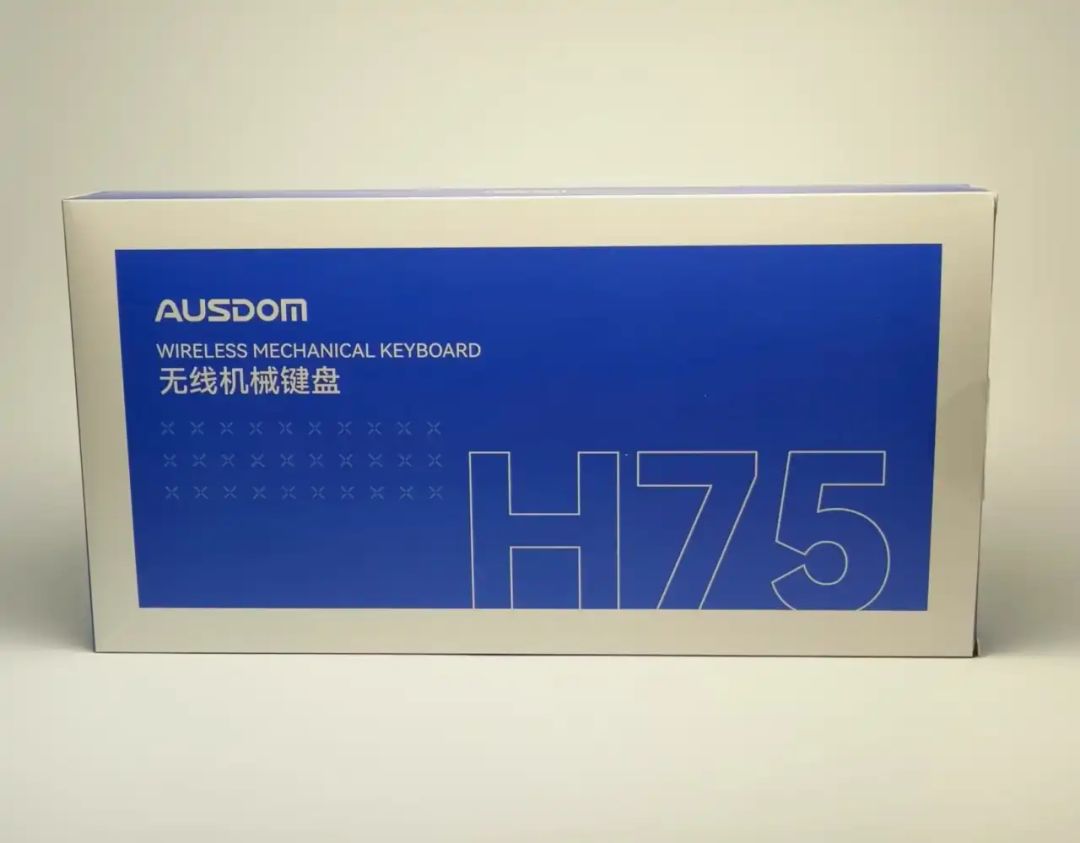 AUSDOM
WIRELESS MECHANICAL KEYBOARD
无线机械键盘
H75